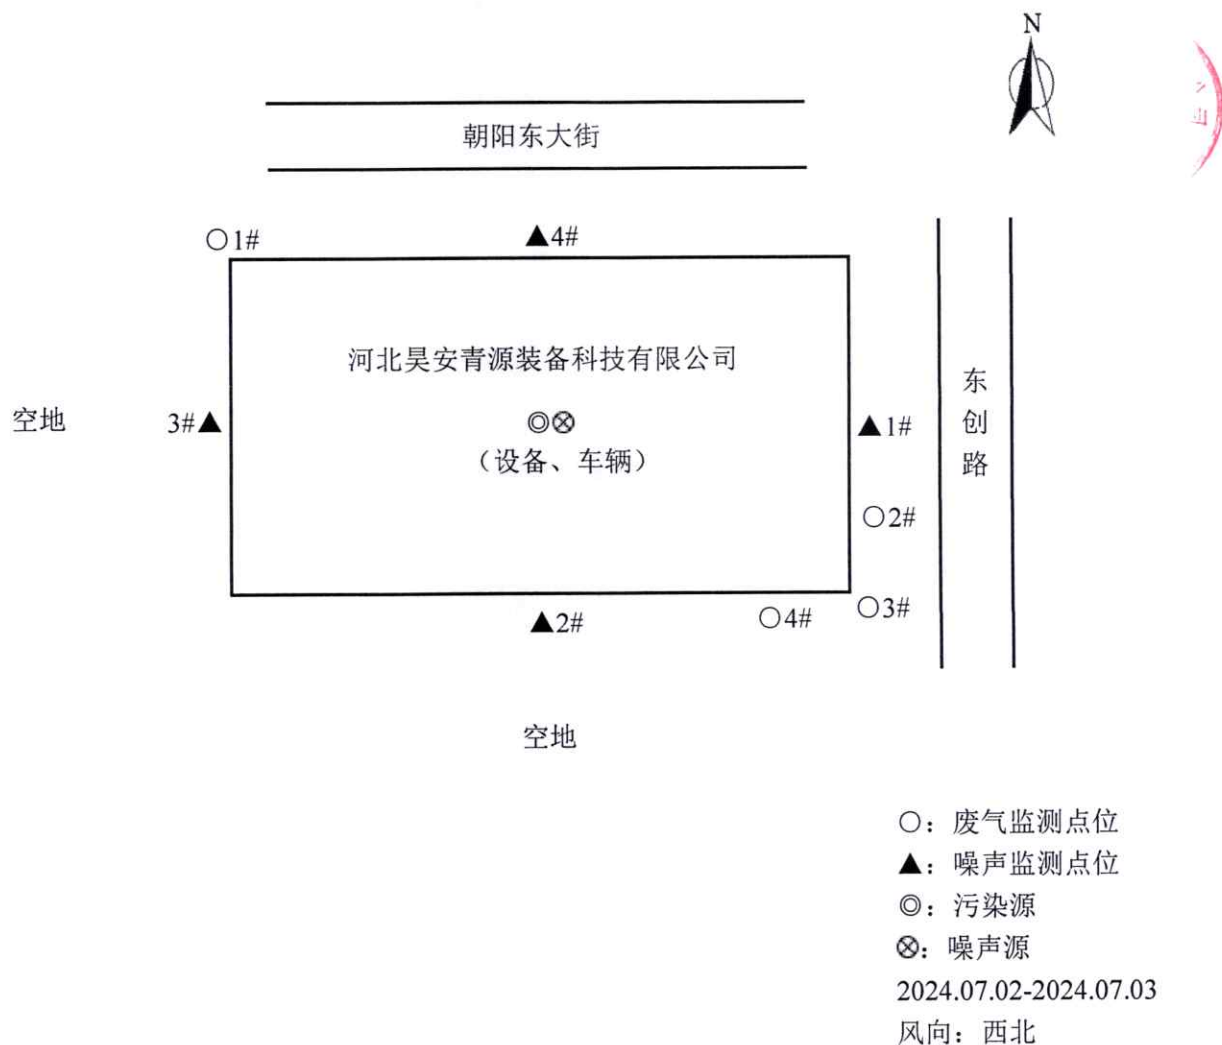 N
朝阳东大街
○1#
▲4#
河北昊安青源装备科技有限公司
空地
3#▲
◎⊗
(设备、车辆)
▲1#
东创路
○2#
○3#
○4#
▲2#
空地
○:废气监测点位
▲:噪声监测点位
◎:污染源
⊗:噪声源
2024.07.02-2024.07.03
风向:西北